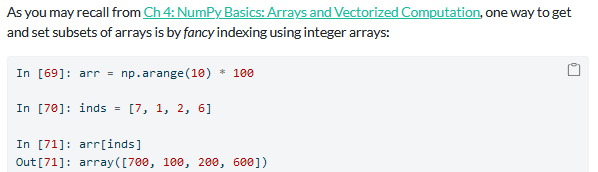 As you may recall from Ch 4: NumPy Basics: Arrays and Vectorized Computation, one way to get
and set subsets of arrays is by fancy indexing using integer arrays:
In [69]: arr = np.arange(10) * 100
In [70]: inds = [7, 1, 2, 6]
In [71]: arr[inds]
Out[71]: array([700, 100, 200, 600])